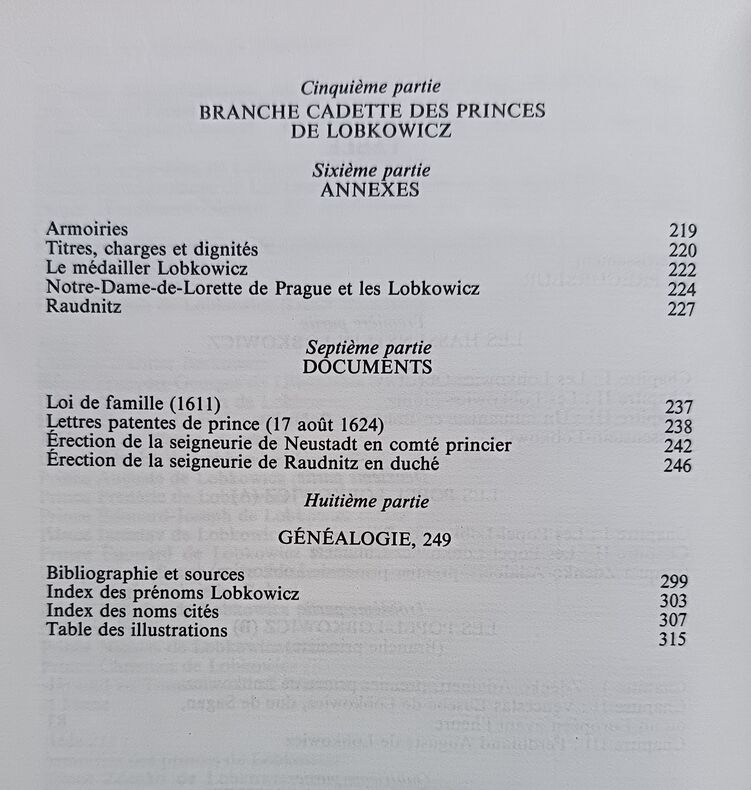 Cinquième partie
BRANCHE CADETTE DES PRINCES
DE LOBKOWICZ
Sixième partie
ANNEXES
Armoiries 219
Titres, charges et dignités 220
Le médailler Lobkowicz 222
Notre-Dame-de-Lorette de Prague et les Lobkowicz 224
Raudnitz 227
Septième partie
DOCUMENTS
Loi de famille (1611) 237
Lettres patentes de prince (17 août 1624) 238
Érection de la seigneurie de Neustadt en comté princier 242
Érection de la seigneurie de Raudnitz en duché 246
Huitième partie
GÉNÉALOGIE, 249
Bibliographie et sources 299
Index des prénoms Lobkowicz 303
Index des noms cités 307
Table des illustrations 315